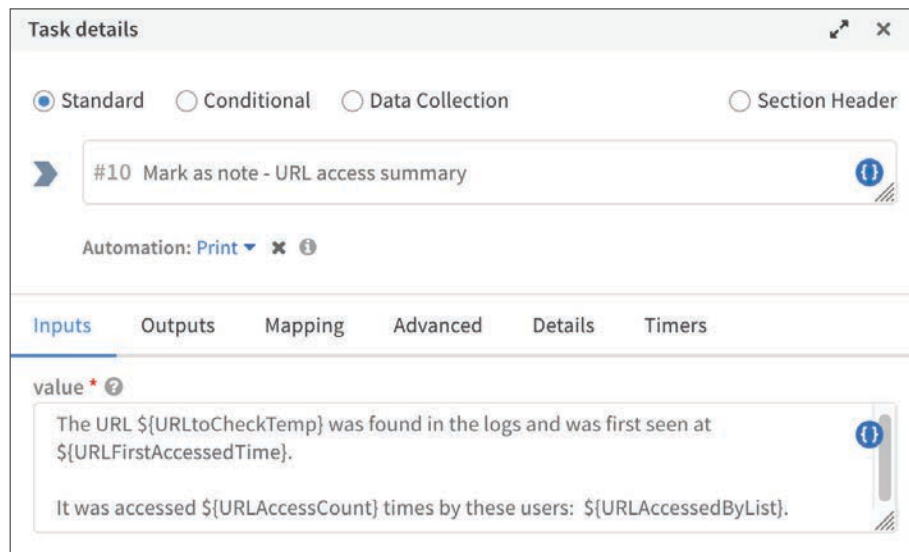 Task details
Standard Conditional Data Collection Section Header
#10 Mark as note - URL access summary
Automation: Print
Inputs Outputs Mapping Advanced Details Timers
value *
The URL ${URLtoCheckTemp} was found in the logs and was first seen at
${URLFirstAccessedTime}.
It was accessed ${URLAccessCount} times by these users: ${URLAccessedByList}.